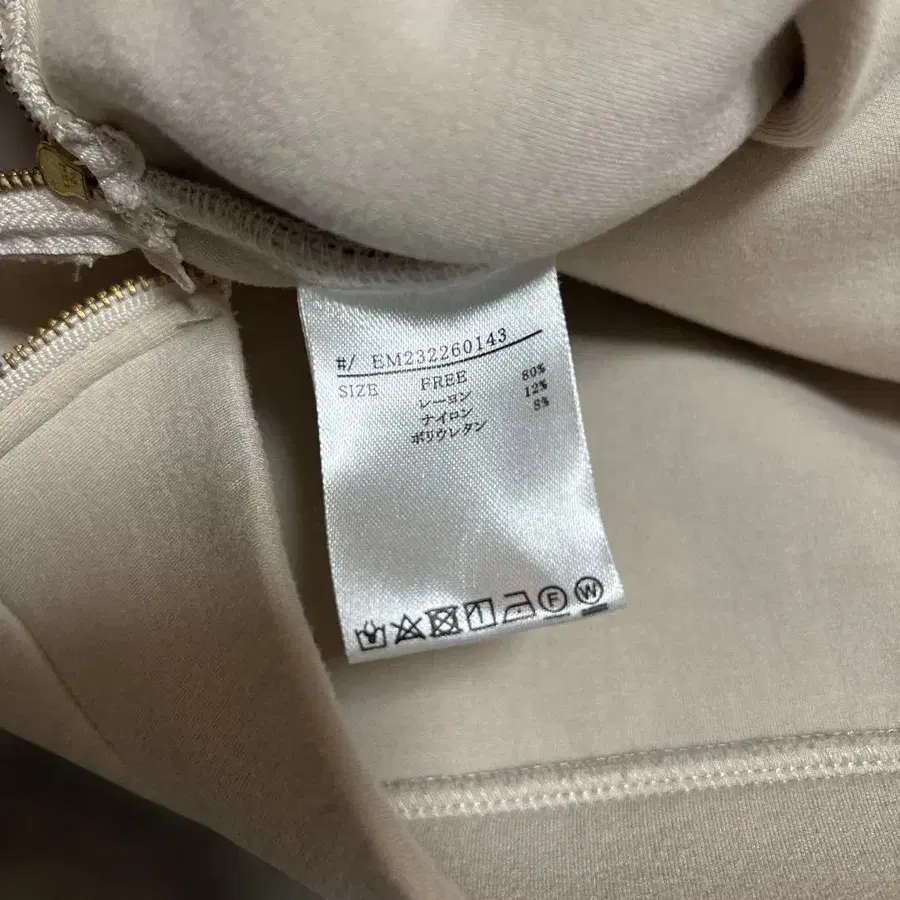 #/ EM232260143
SIZE FREE
レーヨン 80%
ナイロン 12%
ポリウレタン 8%
F W